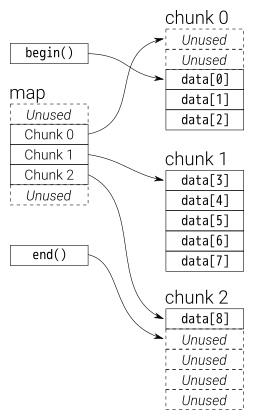 chunk 0
Unused
Unused
data[0]
data[1]
data[2]
begin()
map
Unused
Chunk 0
Chunk 1
Chunk 2
Unused
end()
chunk 1
data[3]
data[4]
data[5]
data[6]
data[7]
chunk 2
data[8]
Unused
Unused
Unused
Unused